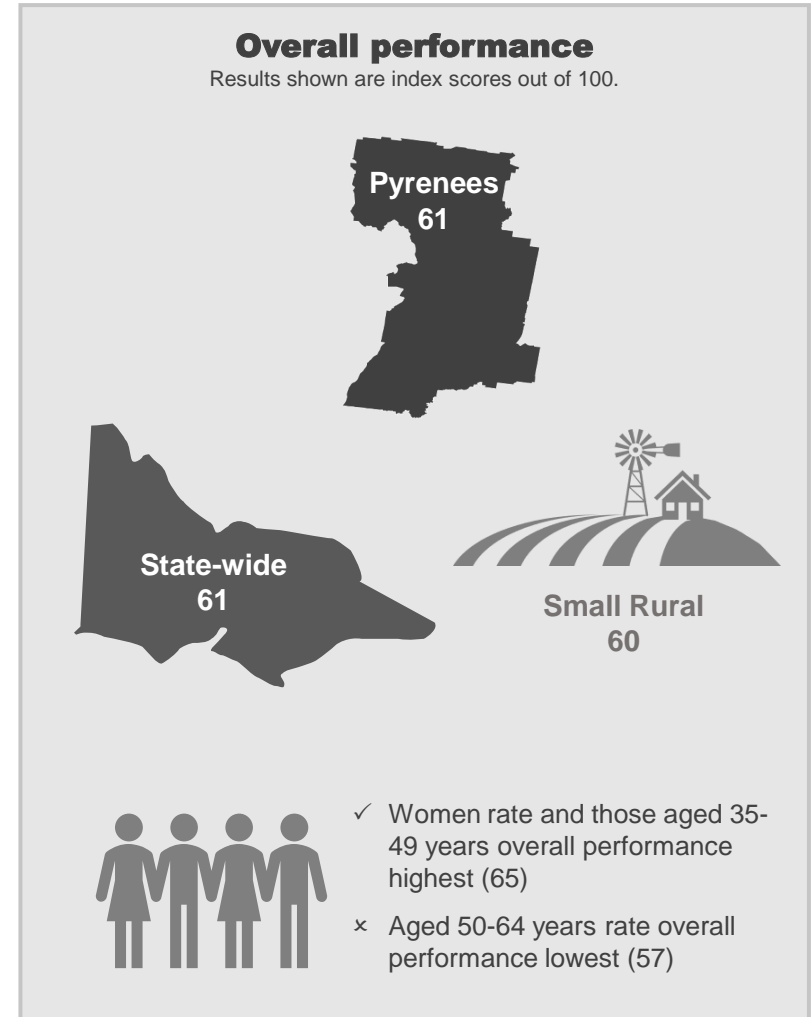 Overall performance
Results shown are index scores out of 100.
Pyrenees
61
State-wide
61
Small Rural
60
✓ Women rate and those aged 35-
49 years overall performance
highest (65)
× Aged 50-64 years rate overall
performance lowest (57)